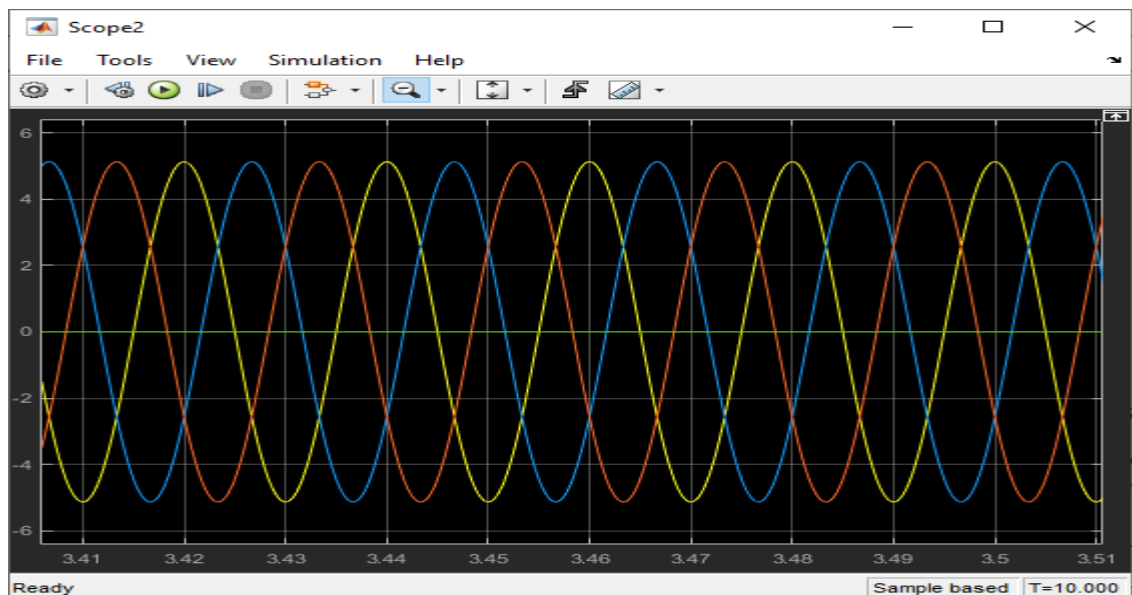 Scope2
File Tools View Simulation Help
6
4
2
0
-2
-4
-6
3.41 3.42 3.43 3.44 3.45 3.46 3.47 3.48 3.49 3.5 3.51
Ready Sample based T=10.000